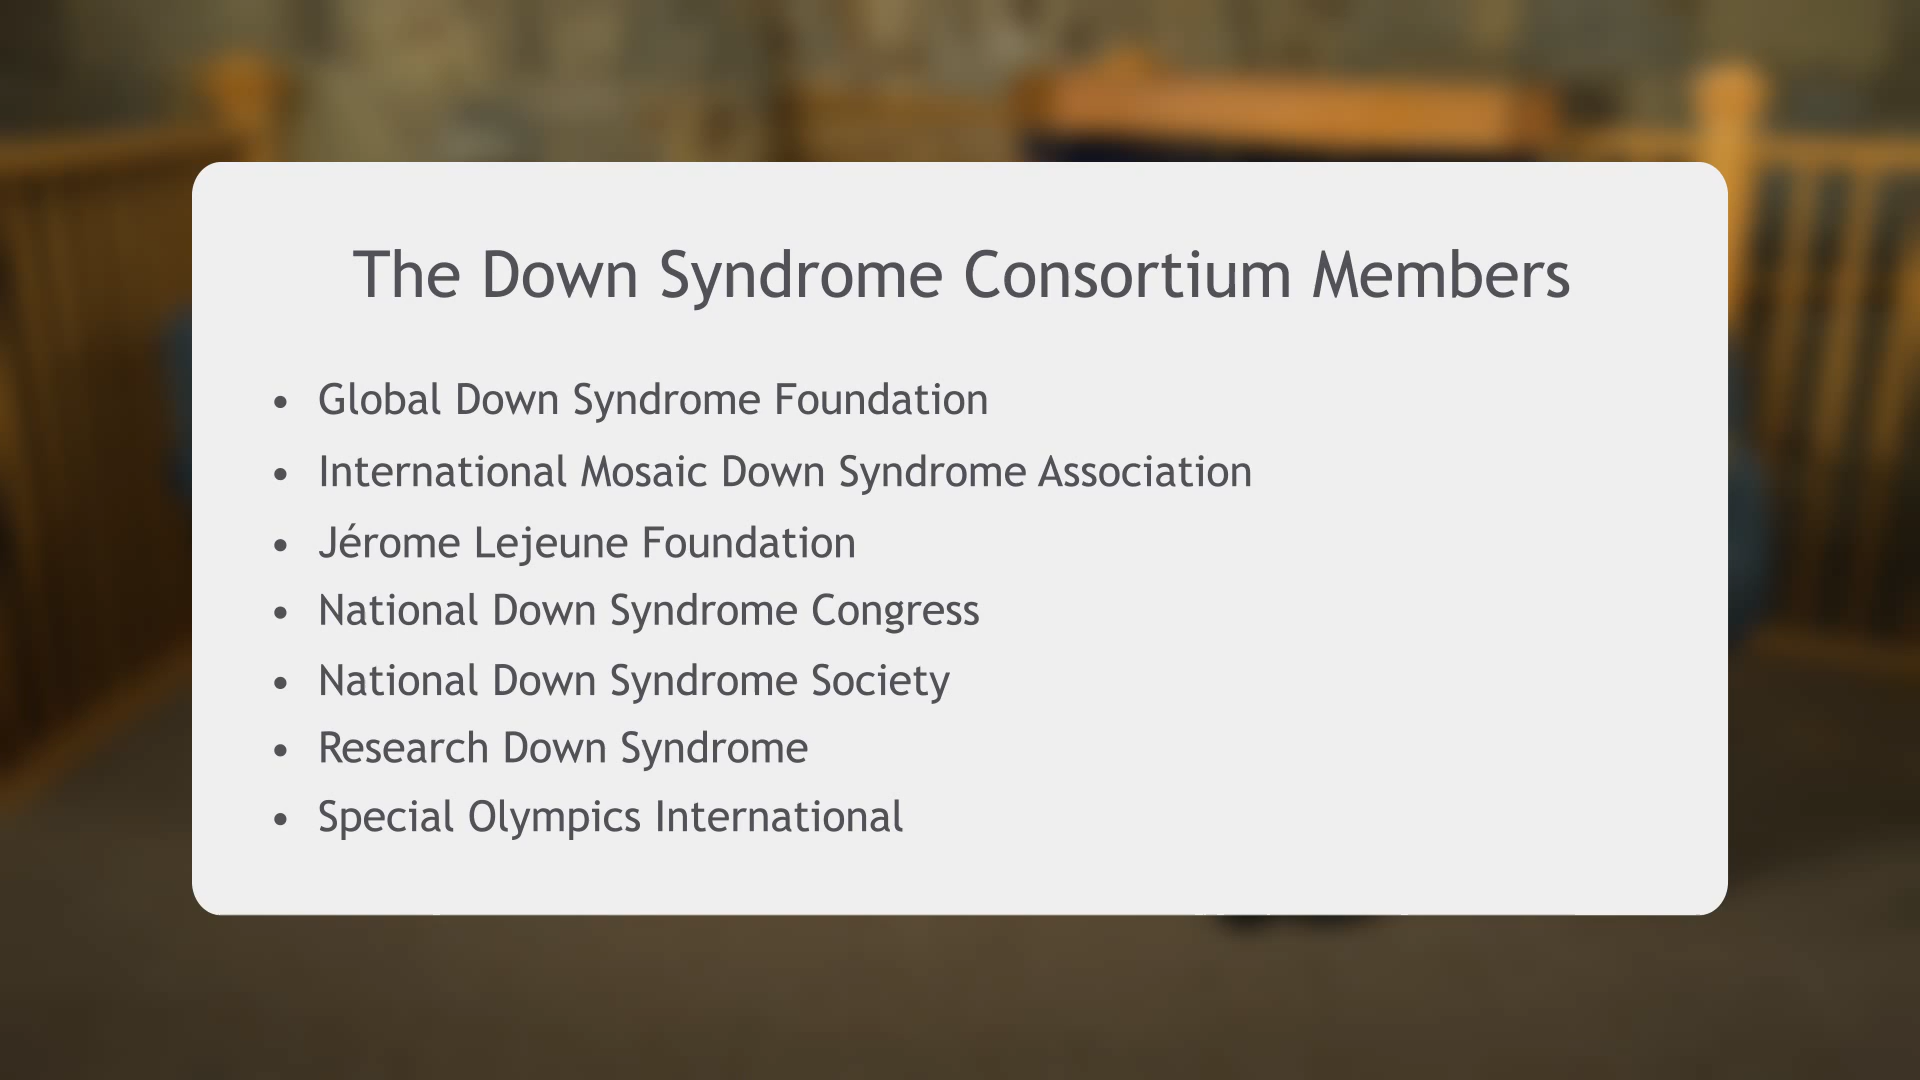 The Down Syndrome Consortium Members
• Global Down Syndrome Foundation
• International Mosaic Down Syndrome Association
• Jérome Lejeune Foundation
• National Down Syndrome Congress
• National Down Syndrome Society
• Research Down Syndrome
• Special Olympics International